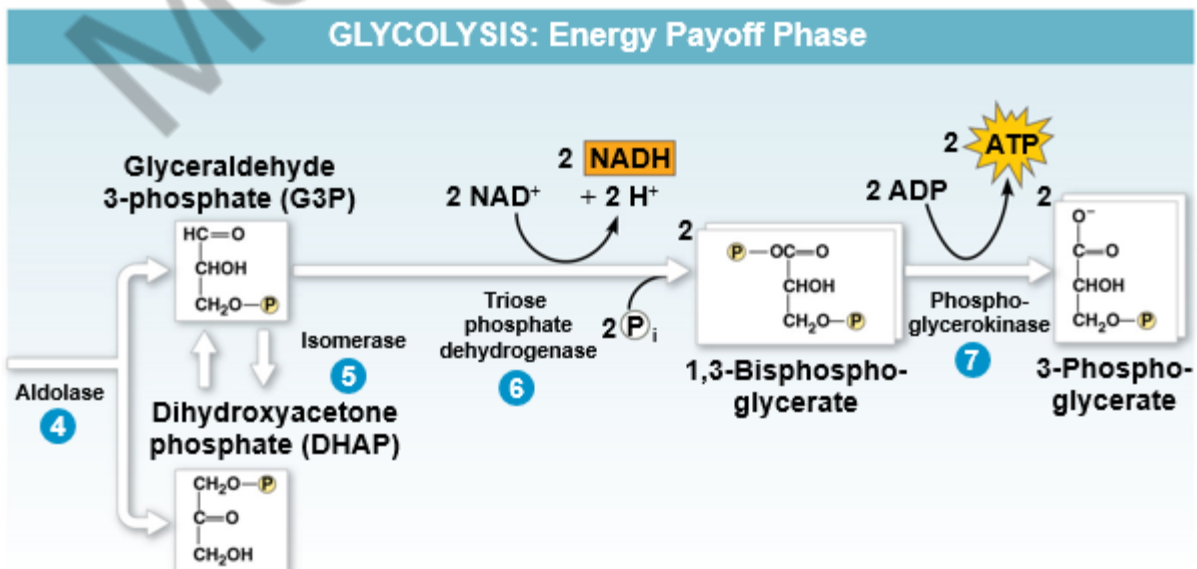 GLYCOLYSIS: Energy Payoff Phase
Glyceraldehyde
3-phosphate (G3P)
HC=O
CHOH
CH₂O—P
2 NAD⁺
2 NADH
+ 2 H⁺
2 ADP
2 ATP
Aldolase
4
Isomerase
5
Triose
phosphate
dehydrogenase
6
2 Pi
2
P—OC=O
CHOH
CH₂O—P
1,3-Bisphospho-
glycerate
Phospho-
glycerokinase
7
2
O⁻
C=O
CHOH
CH₂O—P
3-Phospho-
glycerate
Dihydroxyacetone
phosphate (DHAP)
CH₂O—P
C=O
CH₂OH